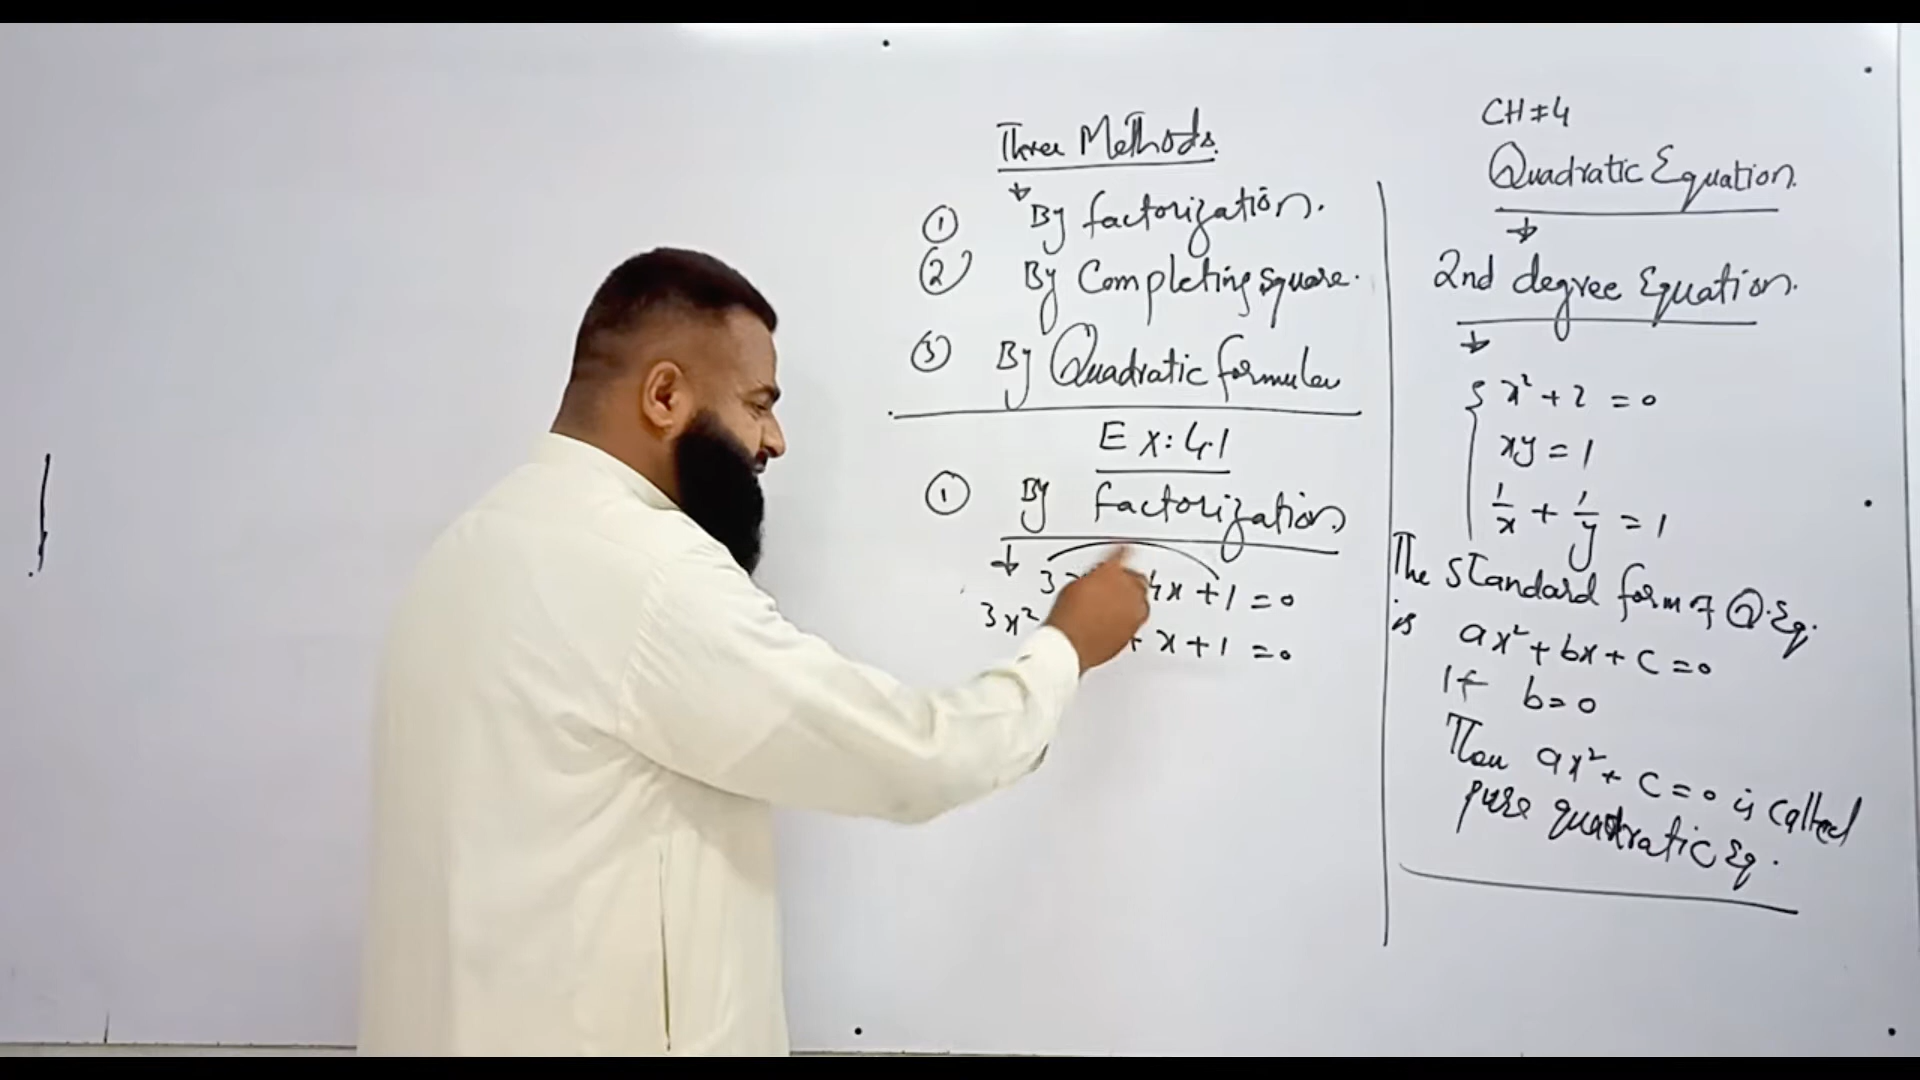 Three Methods.
① By factorization.
② By Completing square.
③ By Quadratic formula
Ex: 4.1
① By factorization.
4x + 1 = 0
3x² + x + 1 = 0
CH # 4
Quadratic Equation.
2nd degree Equation.
x² + 2 = 0
xy = 1
1/x + 1/y = 1
The standard form of Q.Eq.
is ax² + bx + c = 0
If b = 0
Then ax² + c = 0 is called
pure quadratic Eq.